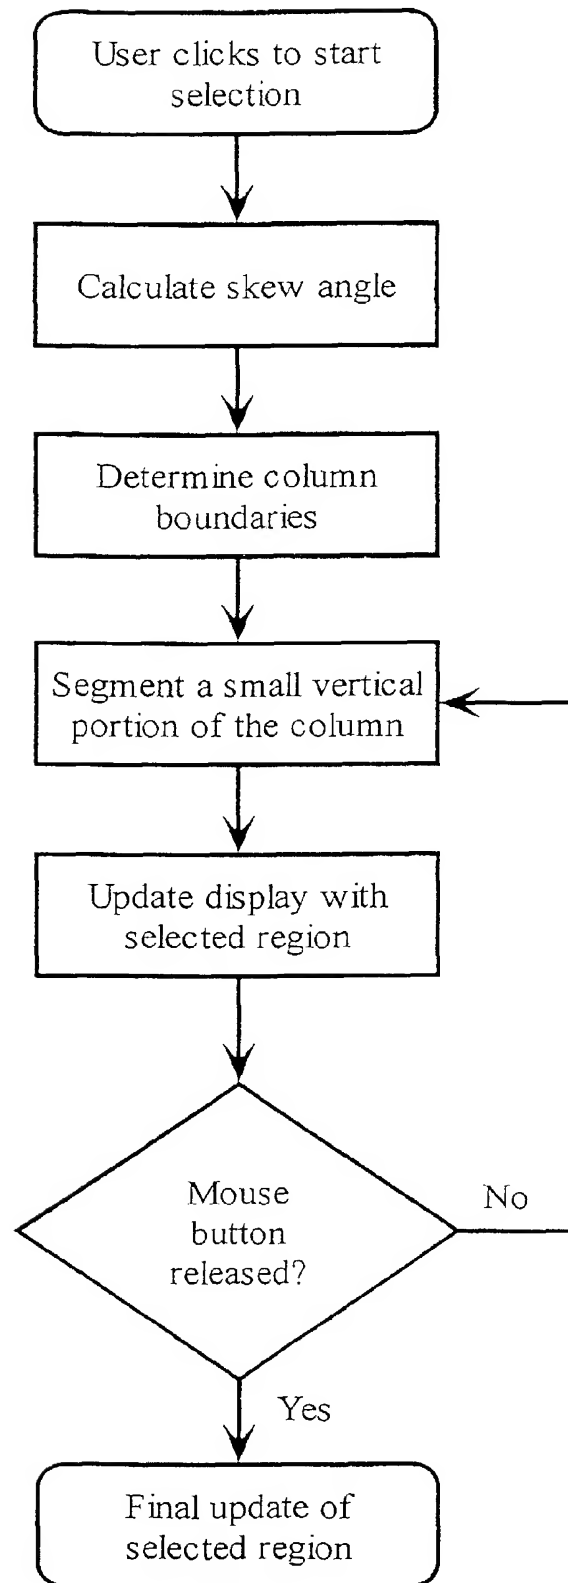 User clicks to start
selection
Calculate skew angle
Determine column
boundaries
Segment a small vertical
portion of the column
Update display with
selected region
Mouse
button
released?
No
Yes
Final update of
selected region